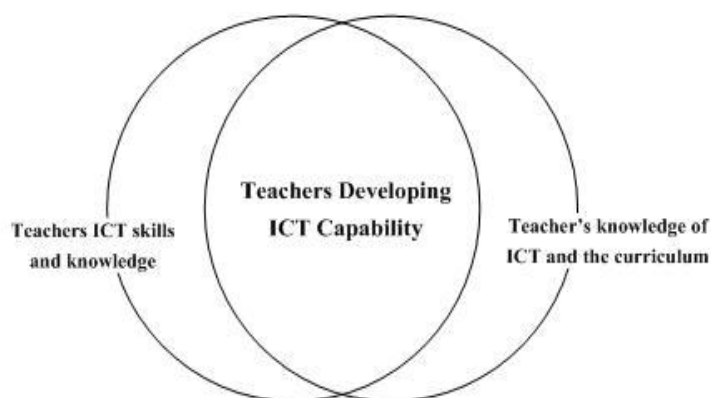 Teachers Developing
ICT Capability
Teachers ICT skills
and knowledge
Teacher's knowledge of
ICT and the curriculum